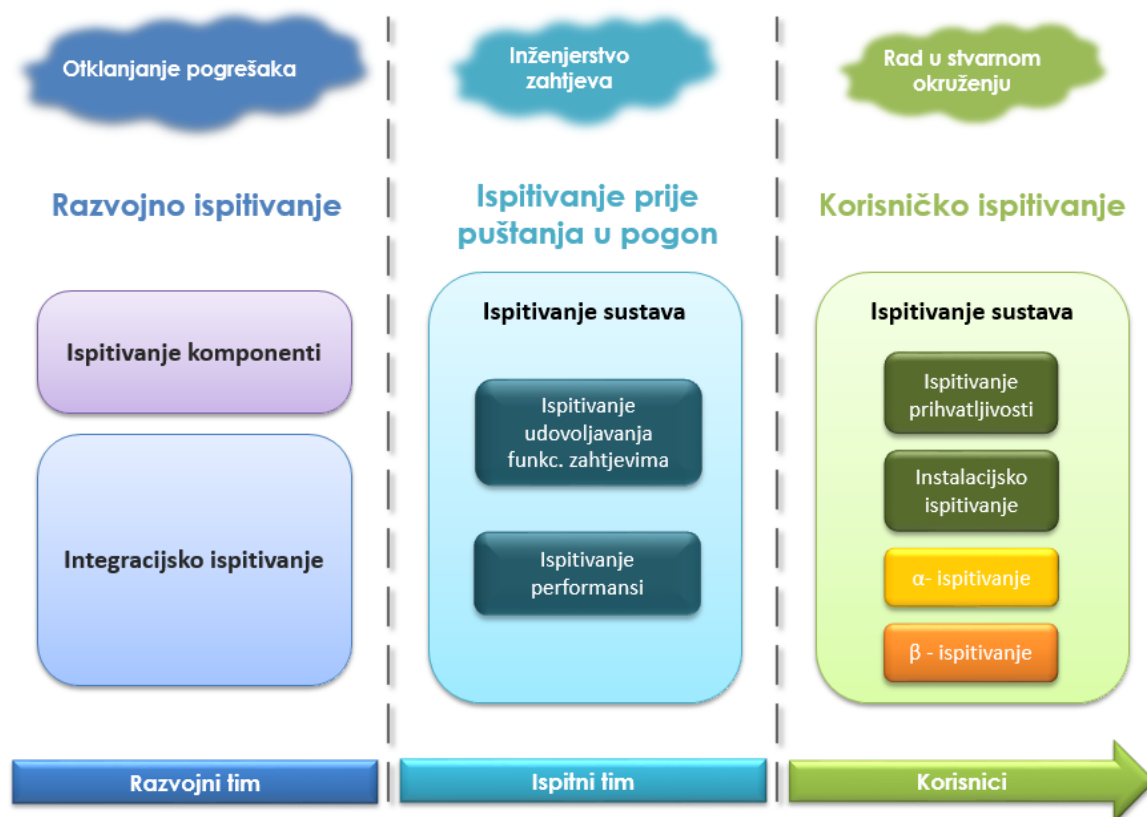 Otklanjanje pogrešaka
Inženjerstvo
zahtjeva
Rad u stvarnom
okruženju
Razvojno ispitivanje
Ispitivanje prije
puštanja u pogon
Korisničko ispitivanje
Ispitivanje komponenti
Integracijsko ispitivanje
Ispitivanje sustava
Ispitivanje
udovoljavanja
funkc. zahtjevima
Ispitivanje
performansi
Ispitivanje sustava
Ispitivanje
prihvatljivosti
Instalacijsko
ispitivanje
α- ispitivanje
β - ispitivanje
Razvojni tim
Ispitni tim
Korisnici